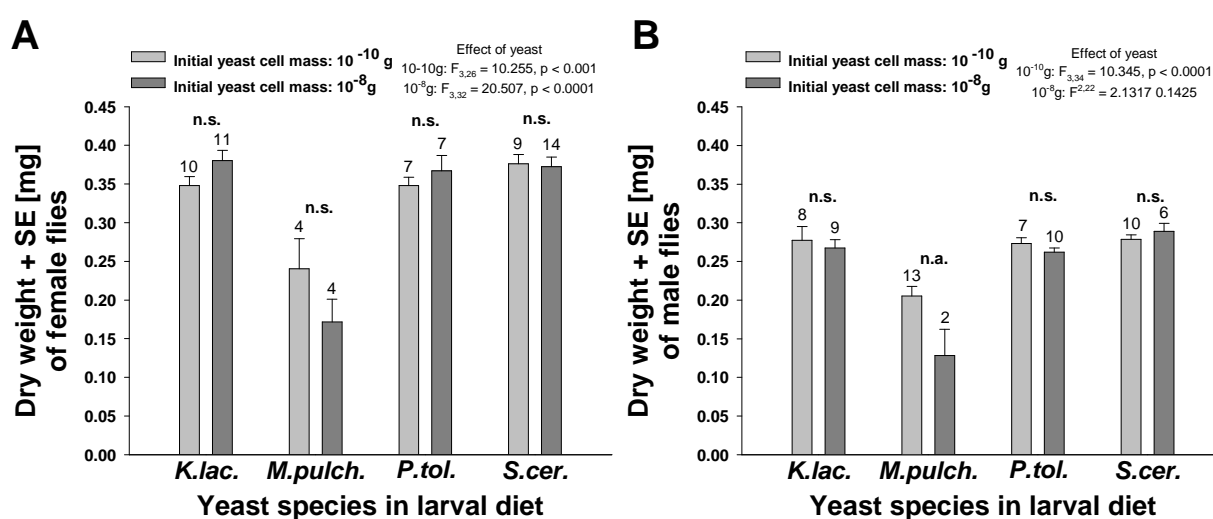 A
Initial yeast cell mass: 10 -10 g
Initial yeast cell mass: 10-8g
Effect of yeast
10-10g: F3,26 = 10.255, p < 0.001
10-8g: F3,32 = 20.507, p < 0.0001
Dry weight + SE [mg]
of female flies
0.45
0.40
0.35
0.30
0.25
0.20
0.15
0.10
0.05
0.00
n.s.
10
11
n.s.
4
4
n.s.
7
7
n.s.
9
14
K.lac. M.pulch. P.tol. S.cer.
Yeast species in larval diet
B
Initial yeast cell mass: 10 -10 g
Initial yeast cell mass: 10-8g
Effect of yeast
10-10g: F3,34 = 10.345, p < 0.0001
10-8g: F2,22 = 2.1317 0.1425
Dry weight + SE [mg]
of male flies
0.45
0.40
0.35
0.30
0.25
0.20
0.15
0.10
0.05
0.00
n.s.
8
9
n.a.
13
2
n.s.
7
10
n.s.
10
6
K.lac. M.pulch. P.tol. S.cer.
Yeast species in larval diet